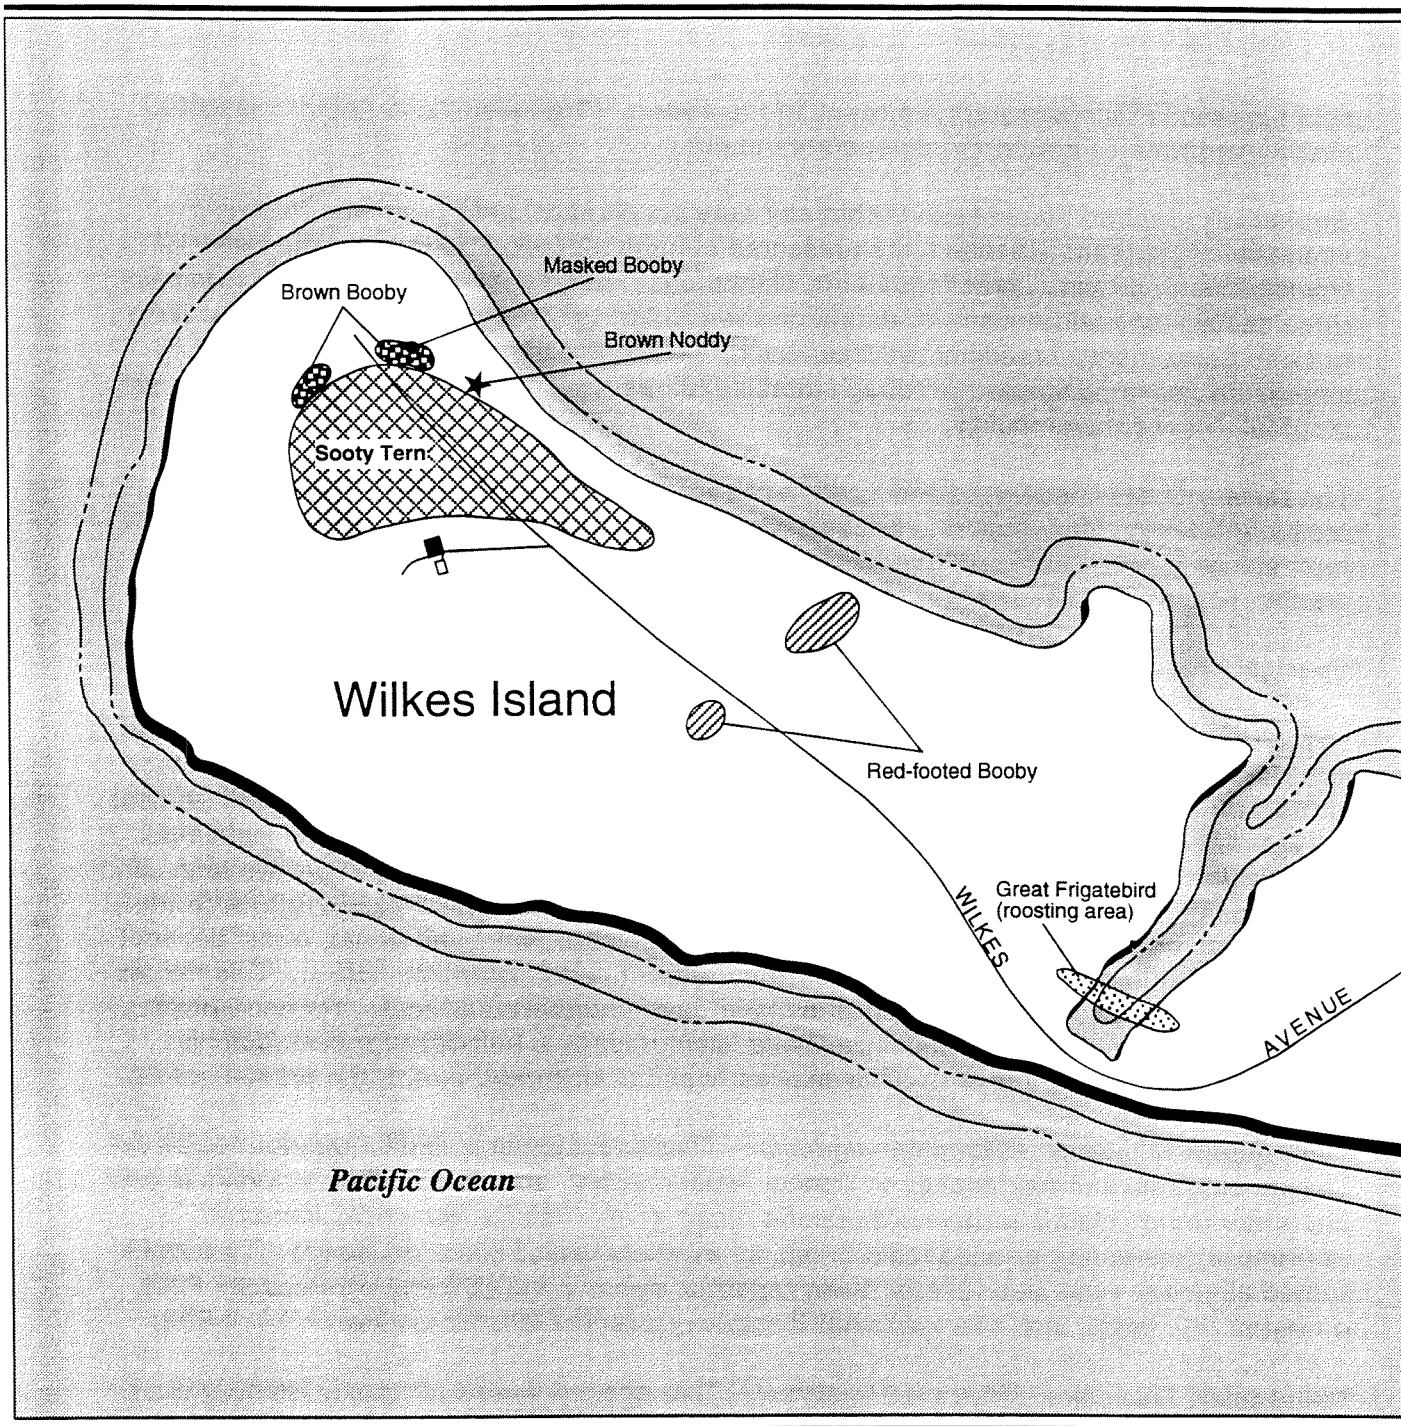 Masked Booby
Brown Booby
Brown Noddy
Sooty Tern
Wilkes Island
Red-footed Booby
Great Frigatebird
(roosting area)
WILKES
AVENUE
Pacific Ocean